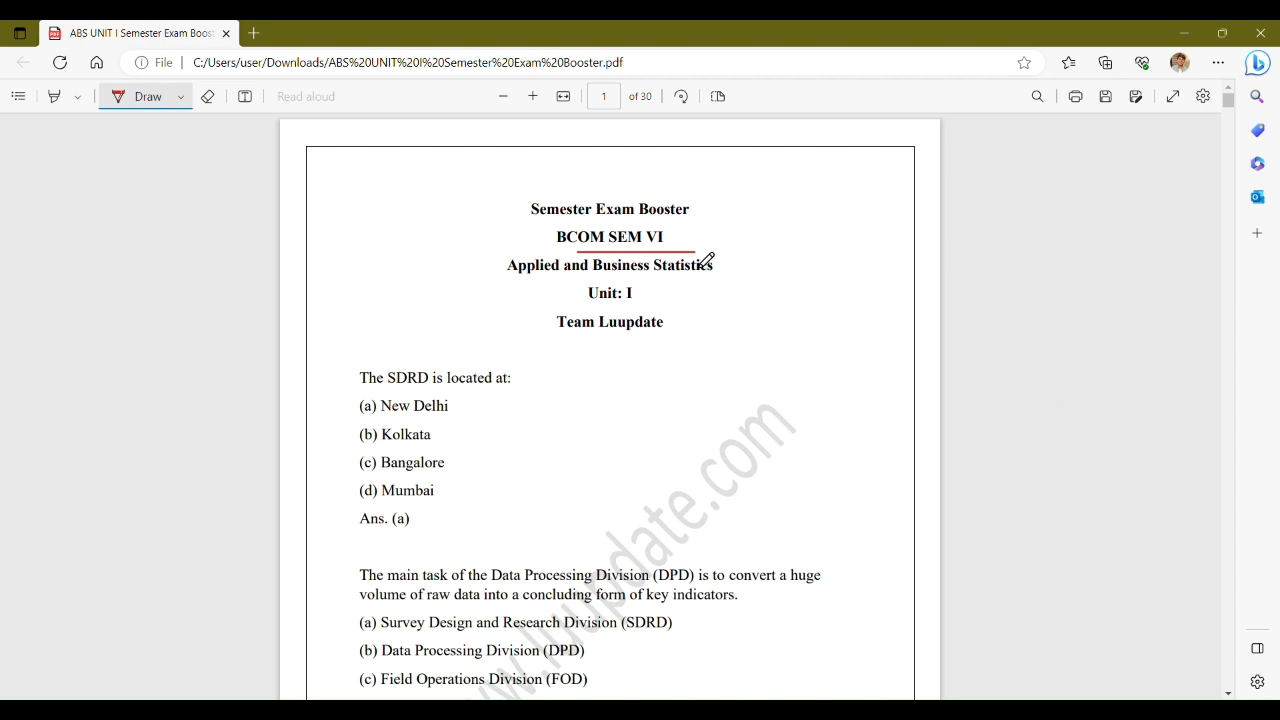 ABS UNIT I Semester Exam Boos
File | C:/Users/user/Downloads/ABS%20UNIT%20I%20Semester%20Exam%20Booster.pdf
Draw
Read aloud
1 of 30
Semester Exam Booster
BCOM SEM VI
Applied and Business Statistics
Unit: I
Team Luupdate
The SDRD is located at:
(a) New Delhi
(b) Kolkata
(c) Bangalore
(d) Mumbai
Ans. (a)
The main task of the Data Processing Division (DPD) is to convert a huge
volume of raw data into a concluding form of key indicators.
(a) Survey Design and Research Division (SDRD)
(b) Data Processing Division (DPD)
(c) Field Operations Division (FOD)
w.luupdate.com